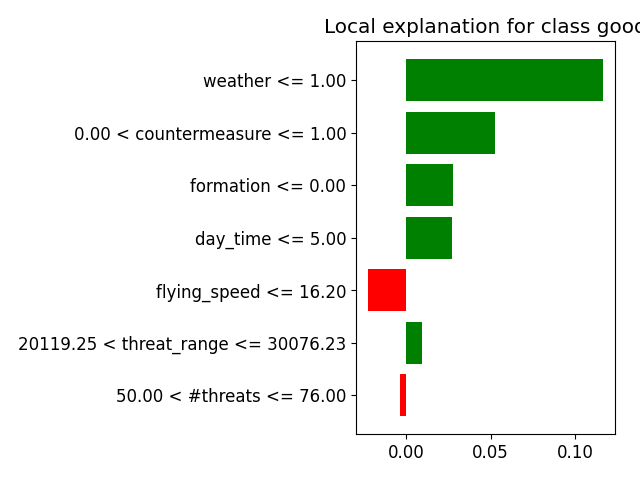 Local explanation for class good
weather <= 1.00
0.00 < countermeasure <= 1.00
formation <= 0.00
day_time <= 5.00
flying_speed <= 16.20
20119.25 < threat_range <= 30076.23
50.00 < #threats <= 76.00
0.00 0.05 0.10